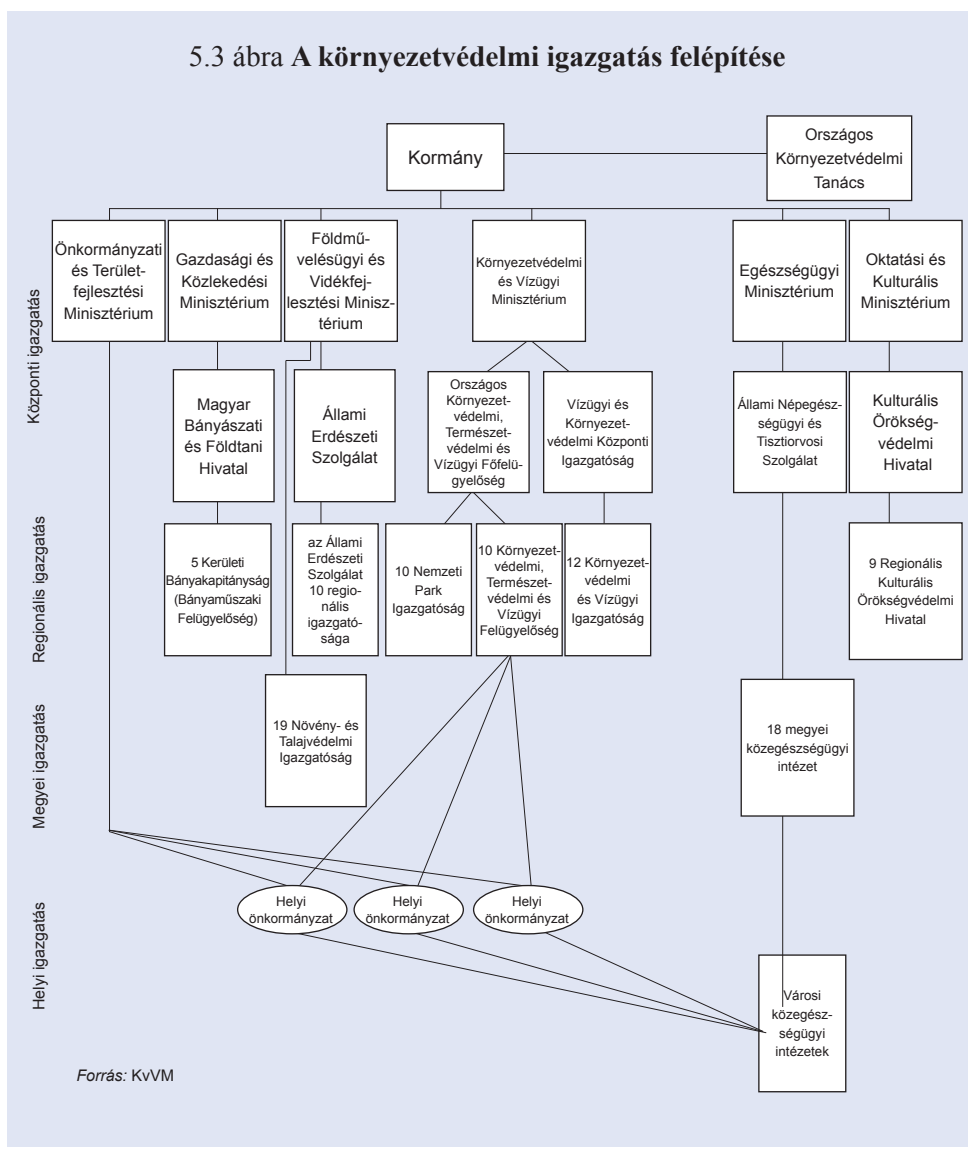 5.3 ábra A környezetvédelmi igazgatás felépítése
Kormány
Országos
Környezetvédelmi
Tanács
Központi igazgatás
Önkormányzati
és Terület-
fejlesztési
Minisztérium
Gazdasági és
Közlekedési
Minisztérium
Földmű-
velésügyi és
Vidékfej-
lesztési Minisz-
térium
Környezetvédelmi
és Vízügyi
Minisztérium
Egészségügyi
Minisztérium
Oktatási és
Kulturális
Minisztérium
Magyar
Bányászati
és Földtani
Hivatal
Állami
Erdészeti
Szolgálat
Országos
Környezet-
védelmi,
Természet-
védelmi és
Vízügyi Főfelü-
gyelőség
Vízügyi és
Környezet-
védelmi Központi
Igazgatóság
Állami Népegész-
ségügyi és
Tisztiorvosi
Szolgálat
Kulturális
Örökség-
védelmi
Hivatal
Regionális igazgatás
5 Kerületi
Bányakapitányság
(Bányaműszaki
Felügyelőség)
az Állami
Erdészeti
Szolgálat
10 regio-
nális
igazgató-
sága
10 Nemzeti
Park
Igazgatóság
10 Környezet-
védelmi,
Természet-
védelmi és
Vízügyi
Felügyelőség
12 Környezet-
védelmi
és Vízügyi
Igazgatóság
9 Regionális
Kulturális
Örökségvédelmi
Hivatal
Megyei igazgatás
19 Növény- és
Talajvédelmi
Igazgatóság
18 megyei
közegészségügyi
intézet
Helyi igazgatás
Helyi
önkormányzat
Helyi
önkormányzat
Helyi
önkormányzat
Városi
közegész-
ségügyi
intézetek
Forrás: KvVM